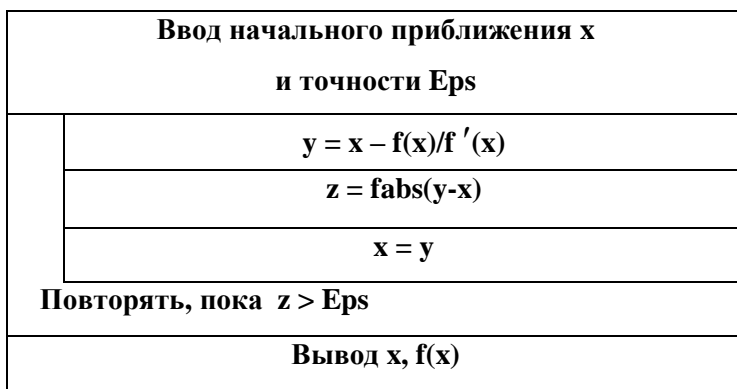 Ввод начального приближения x
и точности Eps
y = x – f(x)/f ′(x)
z = fabs(y-x)
x = y
Повторять, пока z > Eps
Вывод x, f(x)